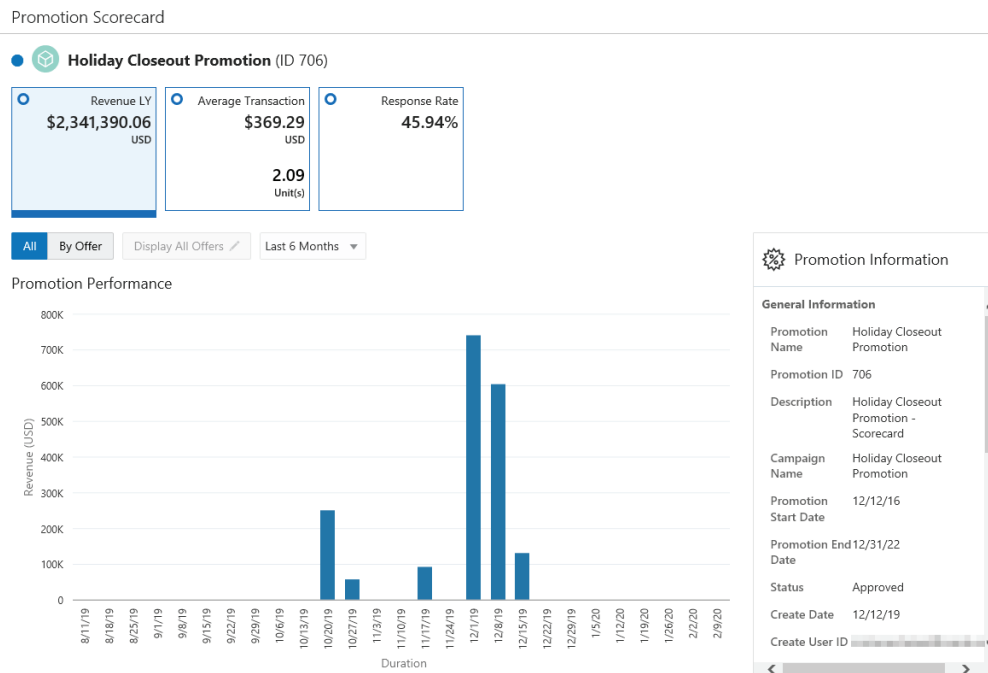 Promotion Scorecard
Holiday Closeout Promotion (ID 706)
Revenue LY
$2,341,390.06
USD
Average Transaction
$369.29
USD
2.09
Unit(s)
Response Rate
45.94%
All
By Offer
Display All Offers
Last 6 Months
Promotion Performance
800K
700K
600K
500K
400K
300K
200K
100K
0
Revenue (USD)
8/11/19
8/18/19
8/25/19
9/1/19
9/8/19
9/15/19
9/22/19
9/29/19
10/6/19
10/13/19
10/20/19
10/27/19
11/3/19
11/10/19
11/17/19
11/24/19
12/1/19
12/8/19
12/15/19
12/22/19
12/29/19
1/5/20
1/12/20
1/19/20
1/26/20
2/2/20
2/9/20
Duration
Promotion Information
General Information
Promotion Name
Holiday Closeout
Promotion
Promotion ID
706
Description
Holiday Closeout
Promotion -
Scorecard
Campaign
Name
Holiday Closeout
Promotion
Promotion
Start Date
12/12/16
Promotion End
Date
12/31/22
Status
Approved
Create Date
12/12/19
Create User ID